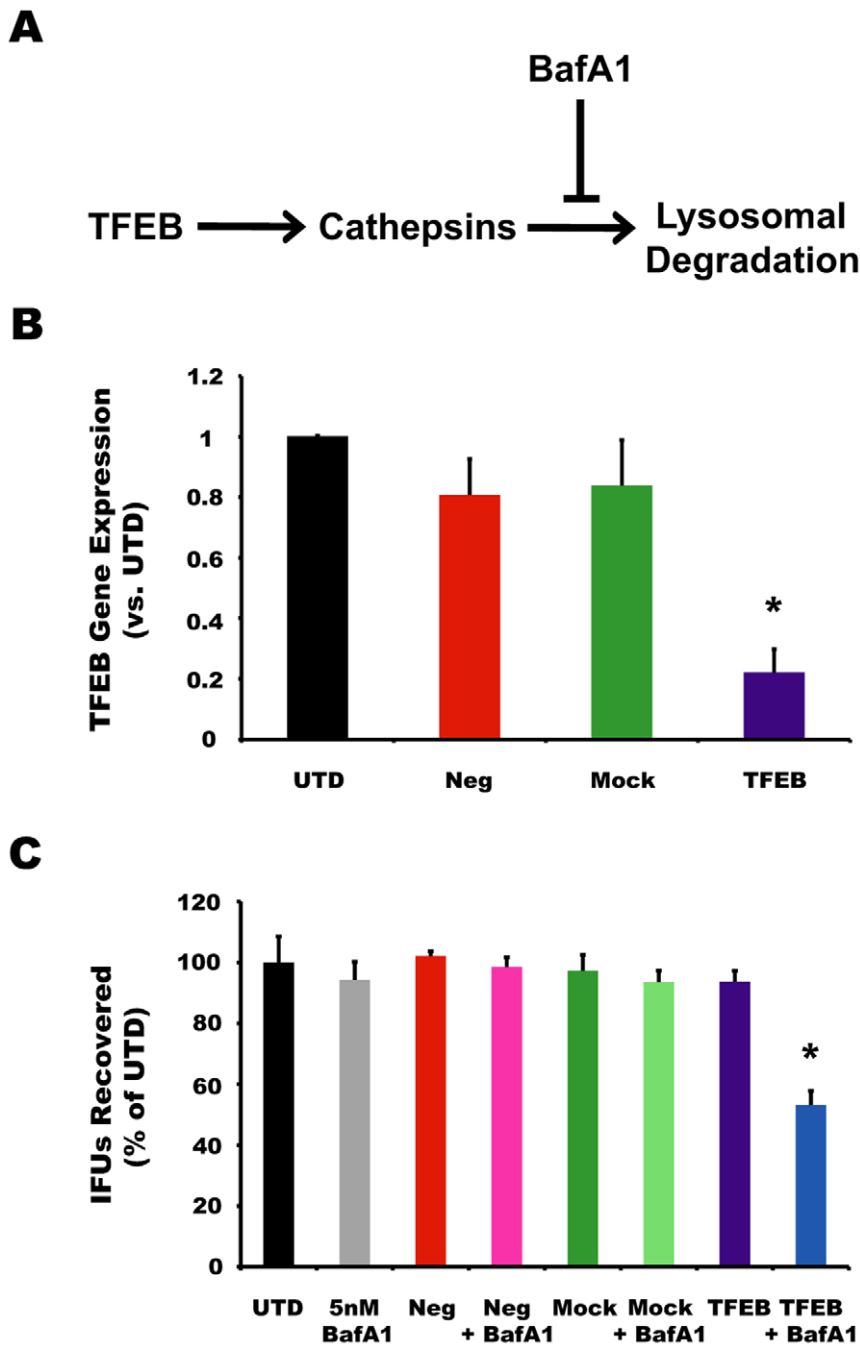 A
BafA1
TFEB Cathepsins Lysosomal
Degradation
B
TFEB Gene Expression
(vs. UTD)
1.2
1
0.8
0.6
0.4
0.2
0
*
UTD Neg Mock TFEB
C
IFUs Recovered
(% of UTD)
120
100
80
60
40
20
0
*
UTD 5nM Neg Neg Mock Mock TFEB TFEB
BafA1 + BafA1 + BafA1 + BafA1